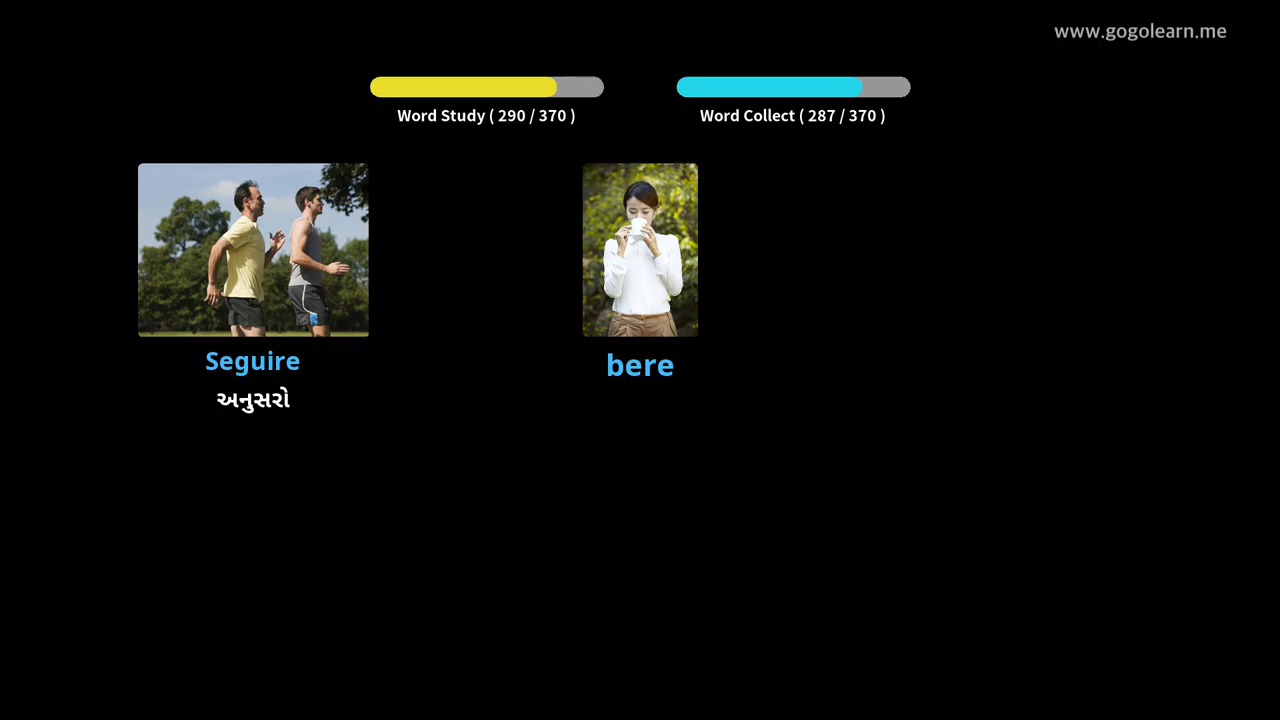 www.gogolearn.me
Word Study ( 290 / 370 )
Word Collect ( 287 / 370 )
Seguire
અનુસરો
bere